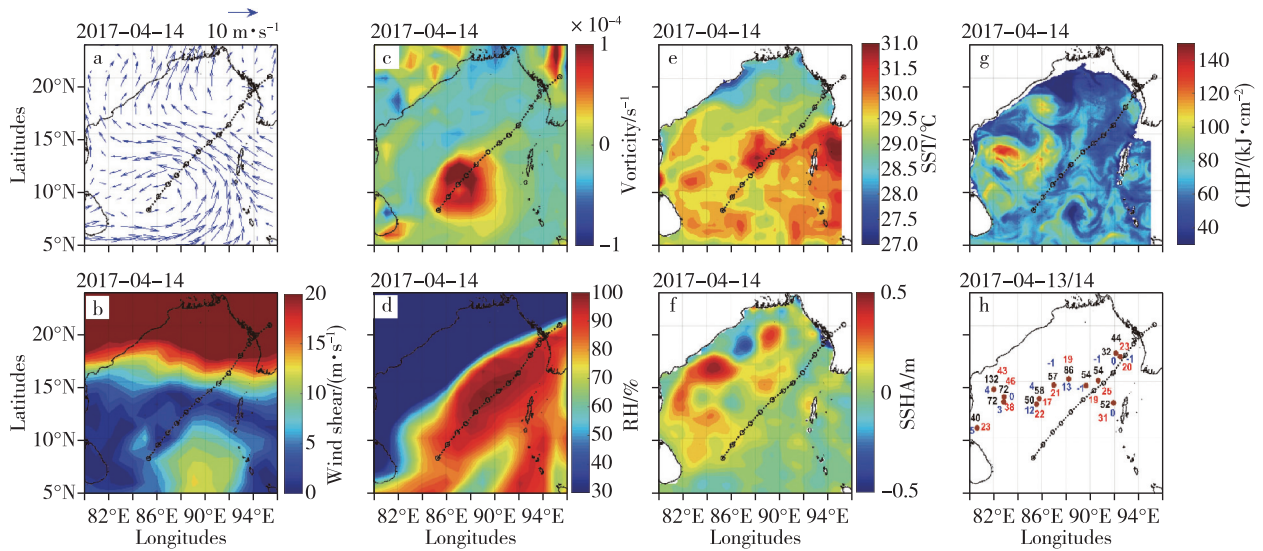 10 m·s⁻¹
2017-04-14
a
20°N
15°N
10°N
5°N
Latitudes
2017-04-14
× 10⁻⁴
c
1
0
-1
Vorticity/s⁻¹
2017-04-14
e
31.0
31.5
30.0
29.5
29.0
28.5
28.0
27.5
27.0
SST/℃
2017-04-14
g
140
120
100
80
60
40
CHP/(kJ·cm⁻²)
2017-04-14
b
20°N
15°N
10°N
5°N
Latitudes
82°E 86°E 90°E 94°E
Longitudes
20
15
10
5
0
Wind shear/(m·s⁻¹)
2017-04-14
d
82°E 86°E 90°E 94°E
Longitudes
100
90
80
70
60
50
40
30
RH/%
2017-04-14
f
82°E 86°E 90°E 94°E
Longitudes
0.5
0
-0.5
SSHA/m
2017-04-13/14
h
44
32 23
0 -1
20
-1 19 -1
86 54
57 54
13 -1
21 25
19
43
132 46
4 72 0
72 38
3
4 58
50 17
12 22
52
0
31
40
23
5
82°E 86°E 90°E 94°E
Longitudes